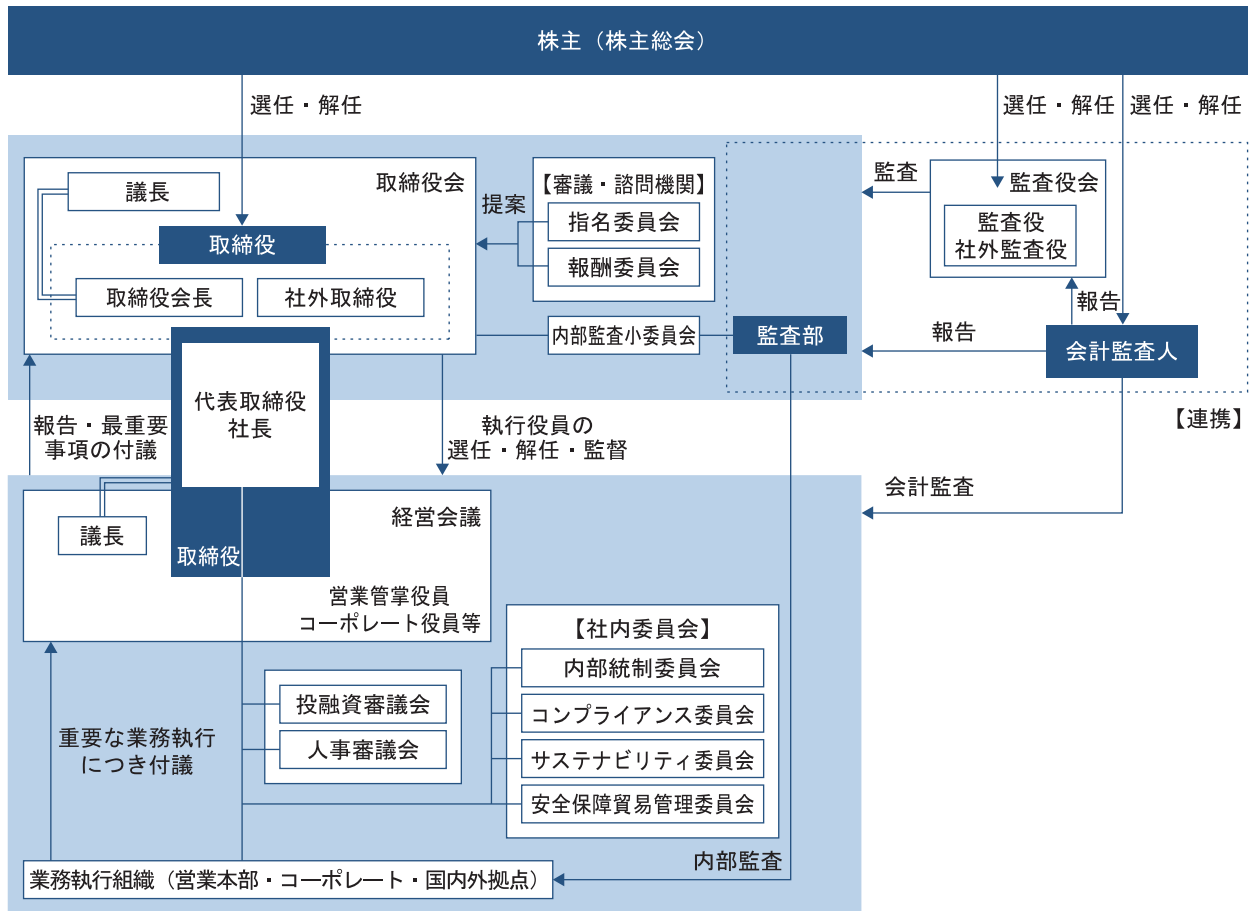 株主（株主総会）
選任・解任
選任・解任
選任・解任
取締役会
議長
取締役
取締役会長
社外取締役
提案
【審議・諮問機関】
指名委員会
報酬委員会
監査
監査役会
監査役
社外監査役
報告
内部監査小委員会
監査部
報告
会計監査人
【連携】
代表取締役
社長
報告・最重要
事項の付議
執行役員の
選任・解任・監督
会計監査
経営会議
議長
取締役
営業管掌役員
コーポレート役員等
【社内委員会】
内部統制委員会
コンプライアンス委員会
サステナビリティ委員会
安全保障貿易管理委員会
投融資審議会
人事審議会
重要な業務執行
につき付議
内部監査
業務執行組織（営業本部・コーポレート・国内外拠点）